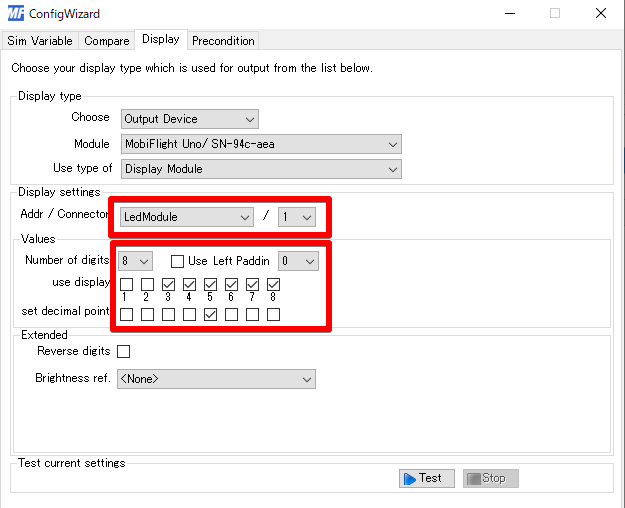 MF ConfigWizard
Sim Variable Compare Display Precondition
Choose your display type which is used for output from the list below.
Display type
Choose Output Device
Module MobiFlight Uno/ SN-94c-aea
Use type of Display Module
Display settings
Addr / Connector LedModule / 1
Values
Number of digits 8 Use Left Paddin 0
use display
1 2 3 4 5 6 7 8
set decimal point
Extended
Reverse digits
Brightness ref. <None>
Test current settings
Test Stop